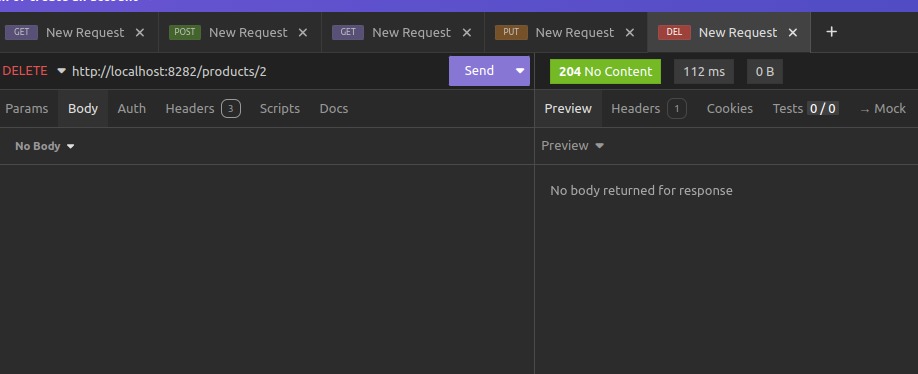 GET New Request × POST New Request × GET New Request × PUT New Request × DEL New Request × +
DELETE http://localhost:8282/products/2 Send 204 No Content 112 ms 0 B
Params Body Auth Headers 3 Scripts Docs Preview Headers 1 Cookies Tests 0 / 0 → Mock
No Body Preview
No body returned for response